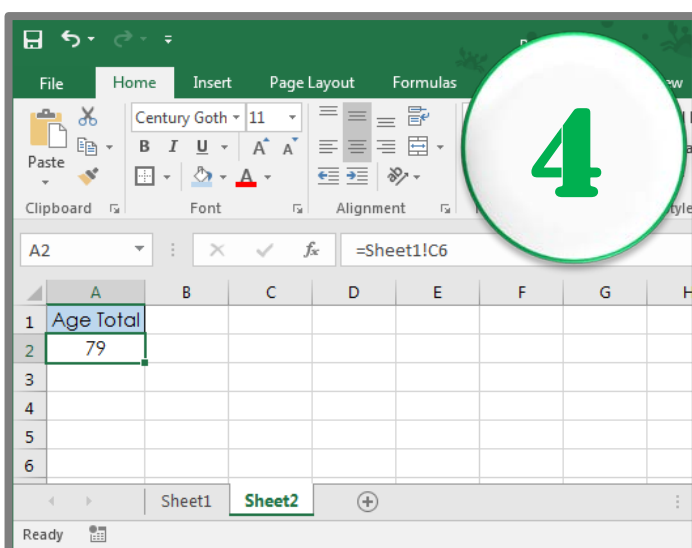 File Home Insert Page Layout Formulas
4
Century Goth 11
Paste
B I U A A
A
Clipboard Font Alignment
A2 fx =Sheet1!C6
A B C D E F G H
1 Age Total
2 79
3
4
5
6
Sheet1 Sheet2
Ready